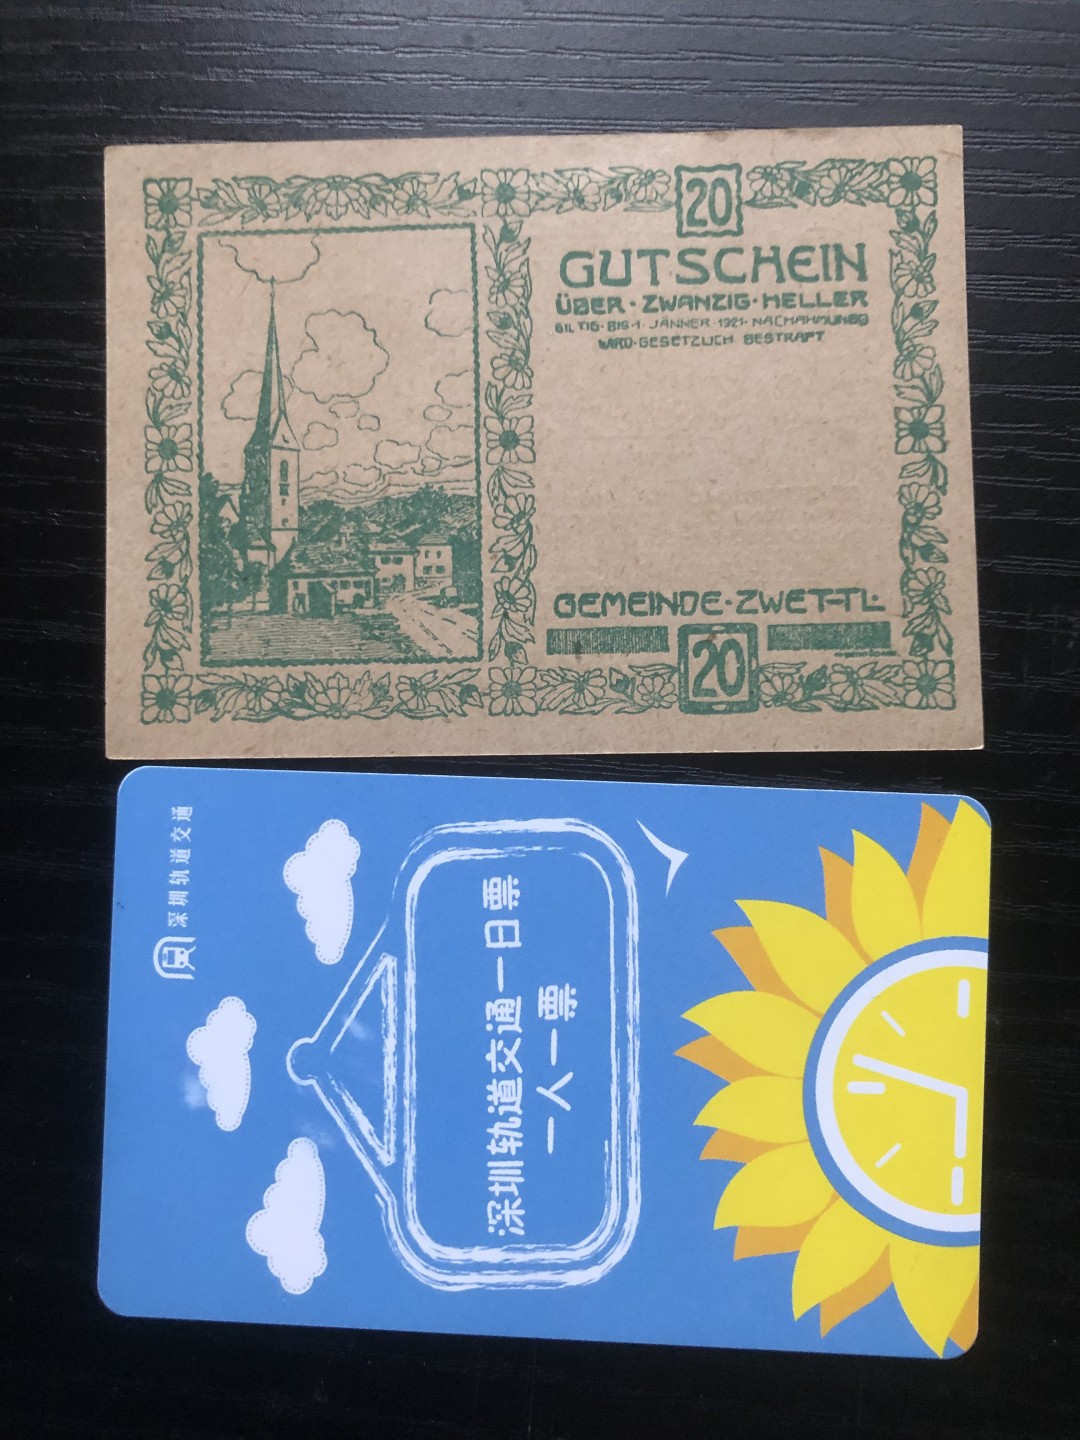 20
GUTSCHEIN
ÜBER · ZWANZIG · HELLER
GILTIG · BIS · 1 · JÄNNER · 1921 · NACHAHMUNGG
WIRD · GESETZLICH BESTRAFT
GEMEINDE · ZWETTL ·
20
深圳轨道交通
深圳轨道交通一日票
一人一票